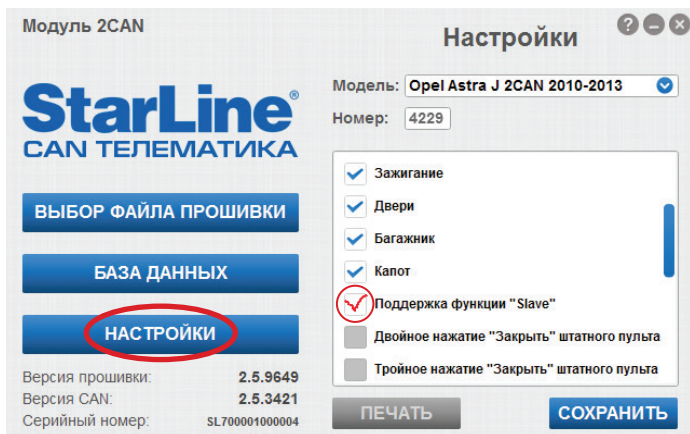 Модуль 2CAN
StarLine®
CAN ТЕЛЕМАТИКА
ВЫБОР ФАЙЛА ПРОШИВКИ
БАЗА ДАННЫХ
НАСТРОЙКИ
Версия прошивки: 2.5.9649
Версия CAN: 2.5.3421
Серийный номер: SL700001000004
Настройки
?
Модель: Opel Astra J 2CAN 2010-2013
Номер: 4229
Зажигание
Двери
Багажник
Капот
Поддержка функции "Slave"
Двойное нажатие "Закрыть" штатного пульта
Тройное нажатие "Закрыть" штатного пульта
ПЕЧАТЬ
СОХРАНИТЬ